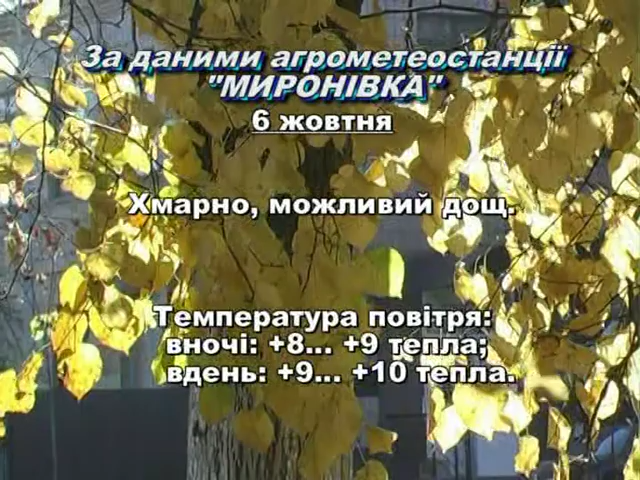 За даними агрометеостанції
"МИРОНІВКА"
6 жовтня
Хмарно, можливий дощ.
Температура повітря:
вночі: +8... +9 тепла;
вдень: +9... +10 тепла.